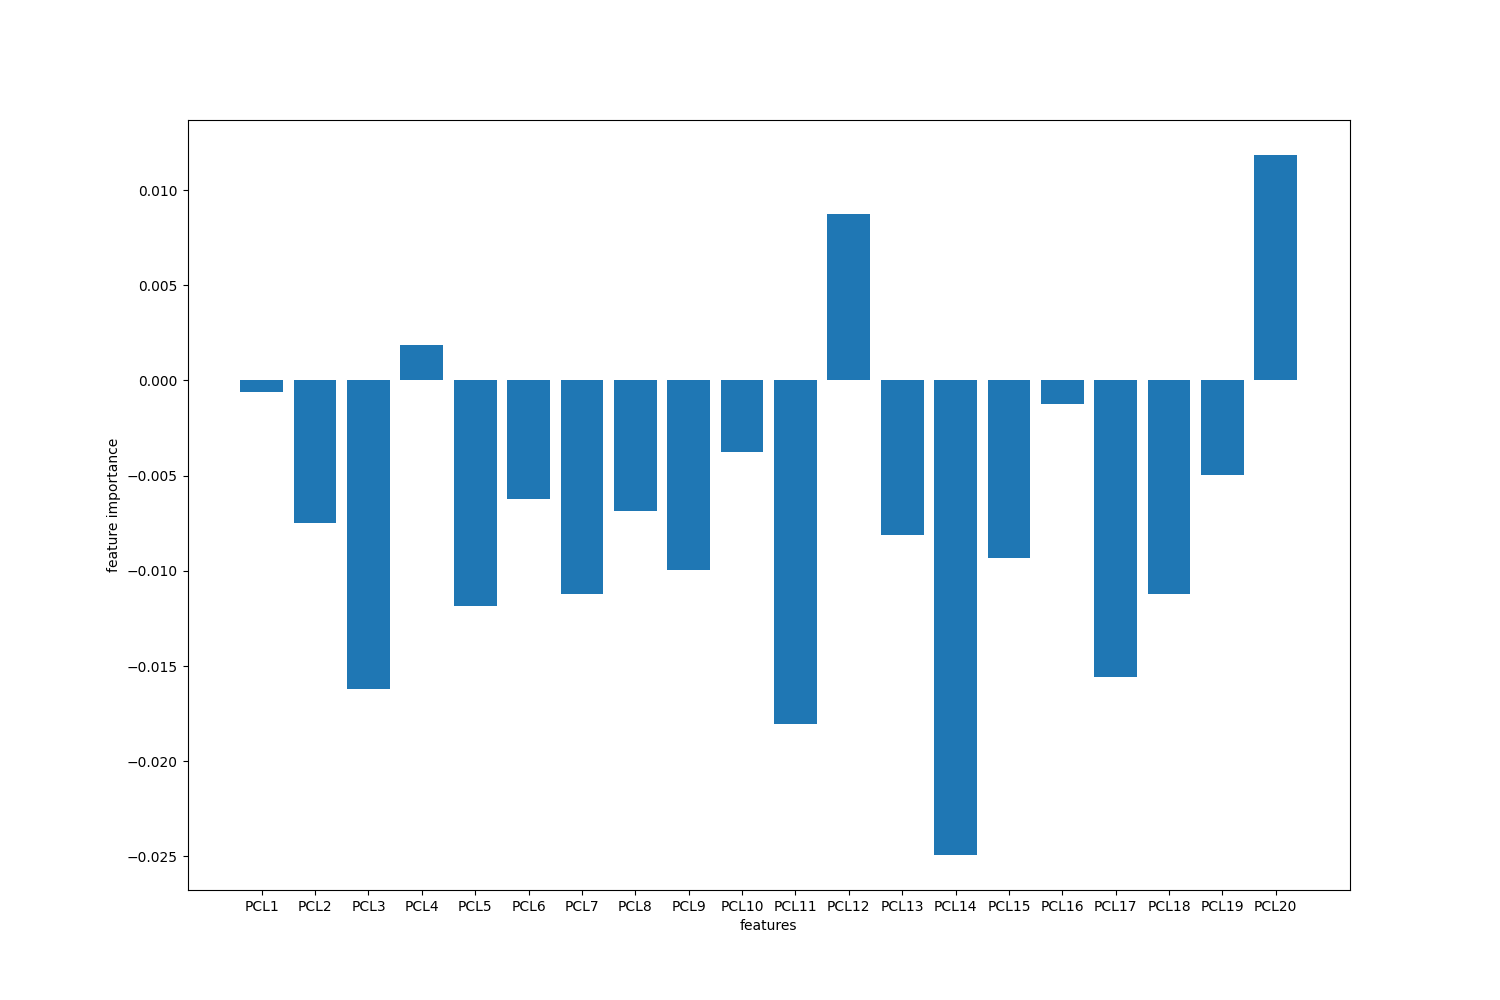 0.010
0.005
0.000
−0.005
−0.010
−0.015
−0.020
−0.025
feature importance
PCL1 PCL2 PCL3 PCL4 PCL5 PCL6 PCL7 PCL8 PCL9 PCL10 PCL11 PCL12 PCL13 PCL14 PCL15 PCL16 PCL17 PCL18 PCL19 PCL20
features